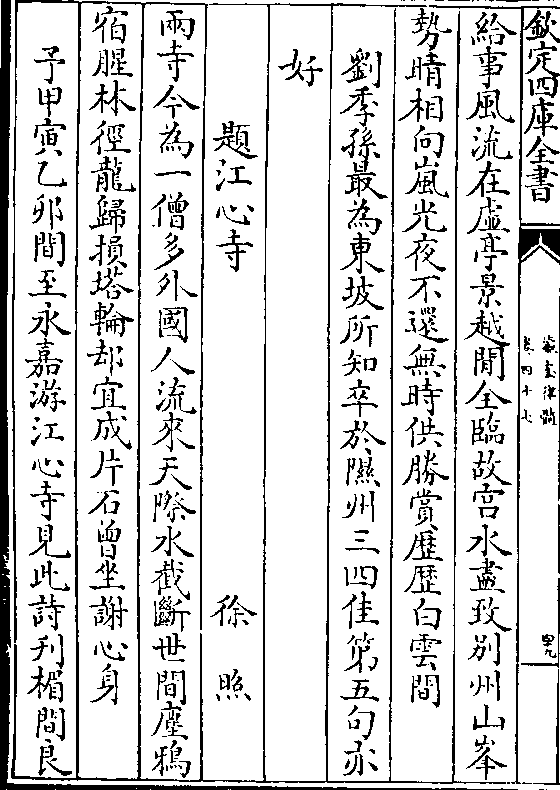 欽定四庫全書
瀛奎律髓
卷四十七
四九
給事風流在虛亭景越閒全臨故宮水盡致别州山峯
勢晴相向嵐光夜不還無時供勝賞歴歴白雲間
劉季孫最為東坡所知卒於隰州三四佳第五句亦
好
題江心寺 徐照
兩寺今為一僧多外國人流來天際水截斷世間塵鴉
宿腥林徑龍歸損塔輪却宜成片石曾坐謝心身
予甲寅乙夘間至永嘉游江心寺見此詩刋楣間良